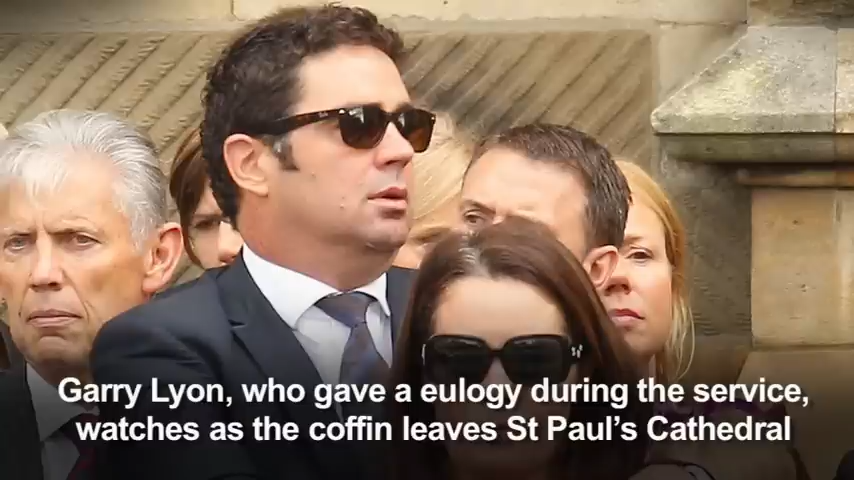 Garry Lyon, who gave a eulogy during the service,
watches as the coffin leaves St Paul's Cathedral